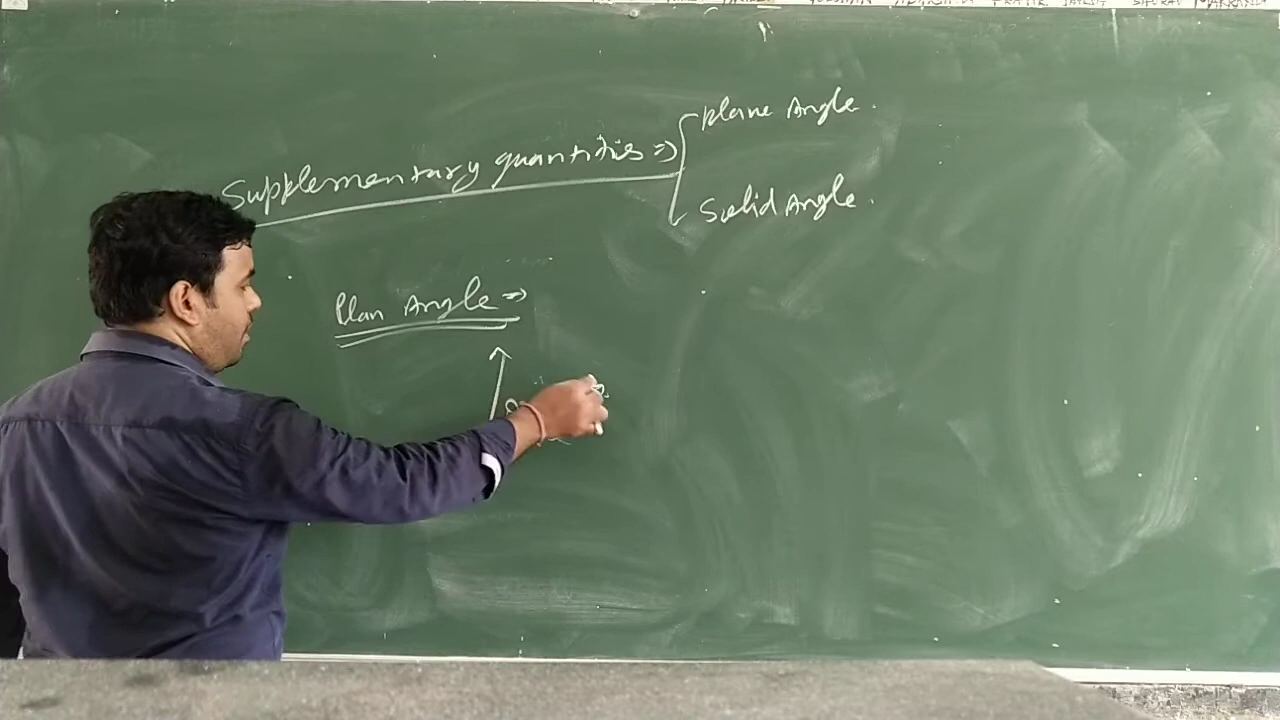 Supplementary quantities => plane Angle.
Solid Angle.
Plan Angle =>